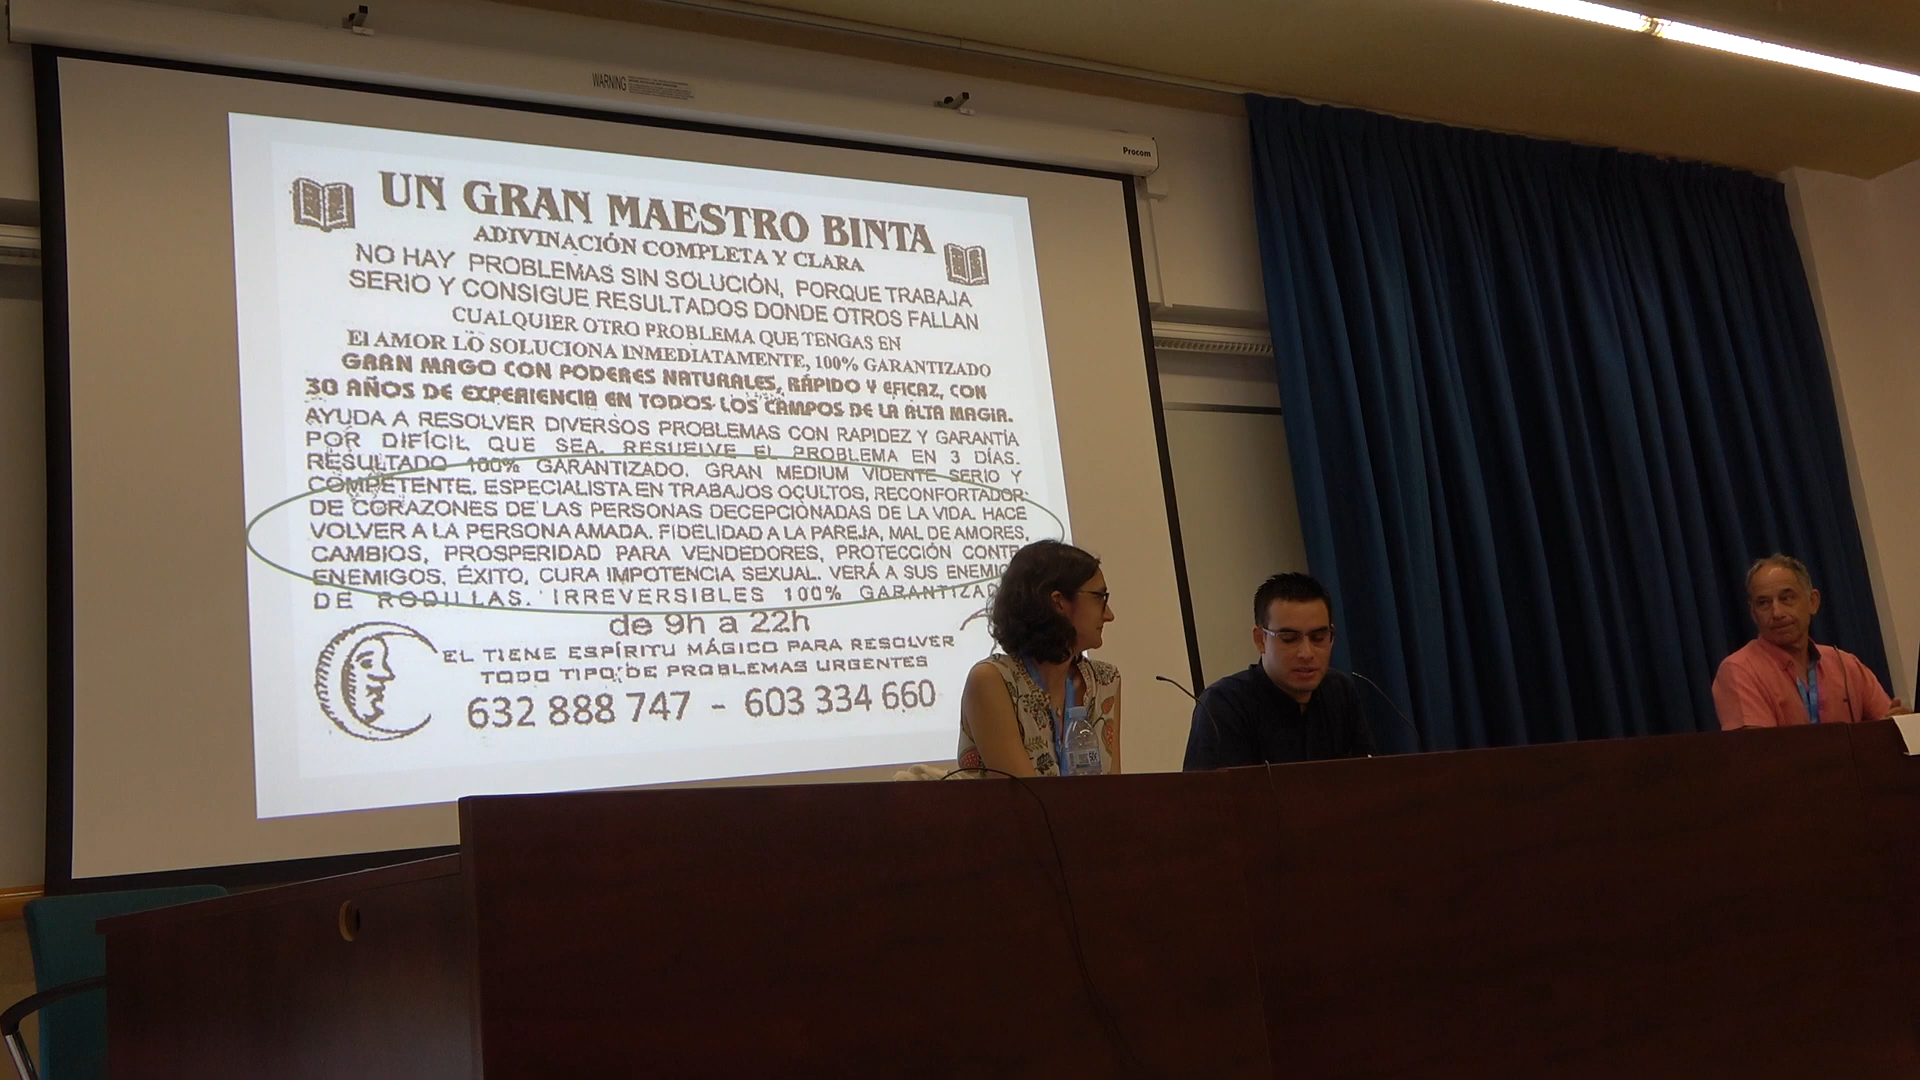 WARNING
Procom
UN GRAN MAESTRO BINTA
ADIVINACIÓN COMPLETA Y CLARA
NO HAY PROBLEMAS SIN SOLUCIÓN, PORQUE TRABAJA
SERIO Y CONSIGUE RESULTADOS DONDE OTROS FALLAN
CUALQUIER OTRO PROBLEMA QUE TENGAS EN
El AMOR LO SOLUCIONA INMEDIATAMENTE, 100% GARANTIZADO
GRAN MAGO CON PODERES NATURALES, RÁPIDO Y EFICAZ, CON
30 AÑOS DE EXPERIENCIA EN TODOS LOS CAMPOS DE LA ALTA MAGIA.
AYUDA A RESOLVER DIVERSOS PROBLEMAS CON RAPIDEZ Y GARANTÍA
POR DIFÍCIL QUE SEA. RESUELVE EL PROBLEMA EN 3 DÍAS.
RESULTADO 100% GARANTIZADO. GRAN MEDIUM VIDENTE SERIO Y
COMPETENTE. ESPECIALISTA EN TRABAJOS OCULTOS, RECONFORTADOR
DE CORAZONES DE LAS PERSONAS DECEPCIONADAS DE LA VIDA. HACE
VOLVER A LA PERSONA AMADA. FIDELIDAD A LA PAREJA, MAL DE AMORES,
CAMBIOS, PROSPERIDAD PARA VENDEDORES, PROTECCIÓN
ENEMIGOS, ÉXITO, CURA IMPOTENCIA SEXUAL. VERÁ A SUS
DE RODILLAS. IRREVERSIBLES 100%
de 9h a 22h
EL TIENE ESPÍRITU MÁGICO PARA RESOLVER
TODO TIPO DE PROBLEMAS URGENTES
632 888 747 - 603 334 660